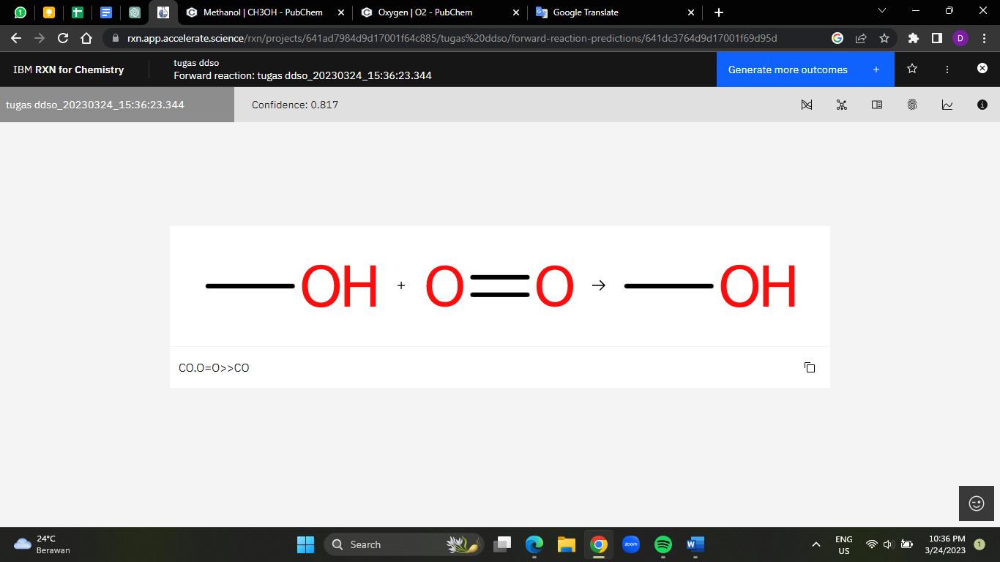 1
Methanol | CH3OH - PubChem
Oxygen | O2 - PubChem
Google Translate
rxn.app.accelerate.science/rxn/projects/641ad7984d9d17001f64c885/tugas%20ddso/forward-reaction-predictions/641dc3764d9d17001f69d95d
D
IBM RXN for Chemistry
tugas ddso
Forward reaction: tugas ddso_20230324_15:36:23.344
Generate more outcomes +
tugas ddso_20230324_15:36:23.344
Confidence: 0.817
OH + O O → OH
CO.O=O>>CO
24°C
Berawan
Search
zoom
W
ENG
US
10:36 PM
3/24/2023
1